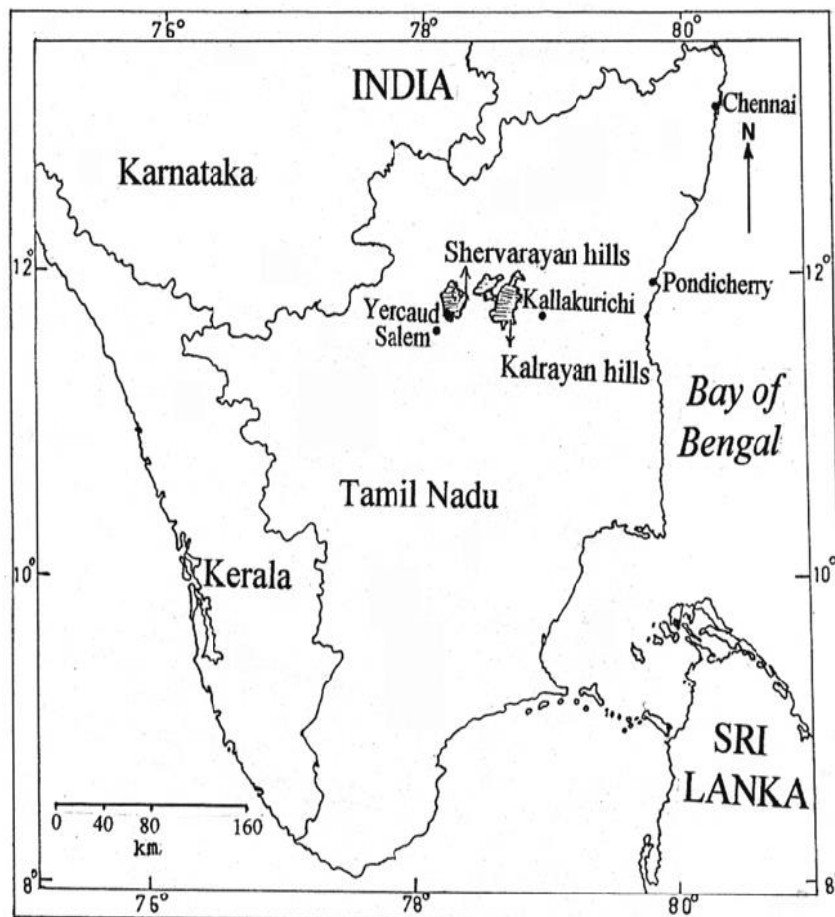 76°
78°
80°
INDIA
Chennai
N
Karnataka
12°
12°
Shervarayan hills
Pondicherry
Yercaud
Kallakurichi
Salem
Kalrayan hills
Bay of
Bengal
Tamil Nadu
10°
10°
Kerala
SRI
LANKA
0 40 80 160
km
8°
8
76°
78°
80°